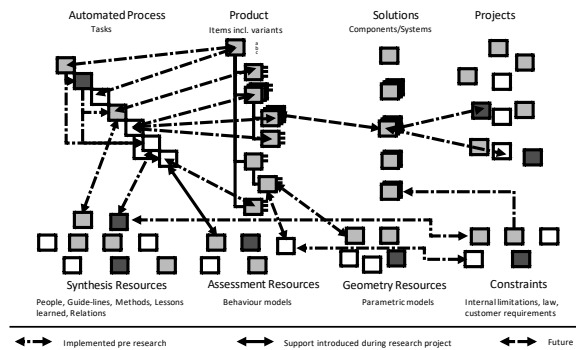 Automated Process
Tasks
Product
Items incl. variants
Solutions
Components/Systems
Projects
a
b
c
Synthesis Resources
People, Guide-lines, Methods, Lessons
learned, Relations
Assessment Resources
Behaviour models
Geometry Resources
Parametric models
Constraints
Internal limitations, law,
customer requirements
Implemented pre research
Support introduced during research project
Future